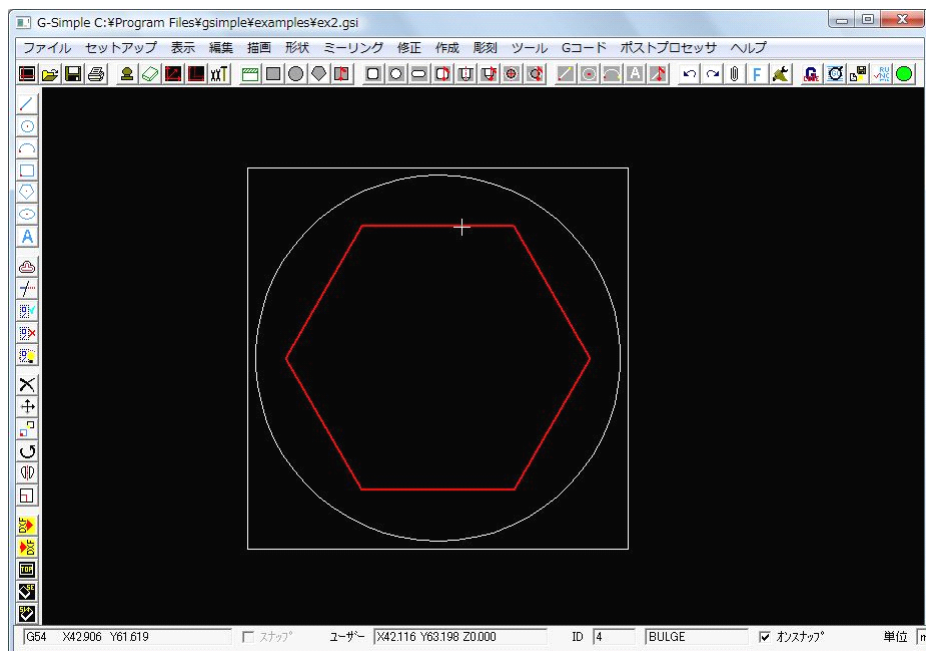 G-Simple C:¥Program Files¥gsimple¥examples¥ex2.gsi
ファイル セットアップ 表示 編集 描画 形状 ミーリング 修正 作成 彫刻 ツール Gコード ポストプロセッサ ヘルプ
G54 X42.906 Y61.619 スナップ ユーザー X42.116 Y63.198 Z0.000 ID 4 BULGE オンスナップ 単位